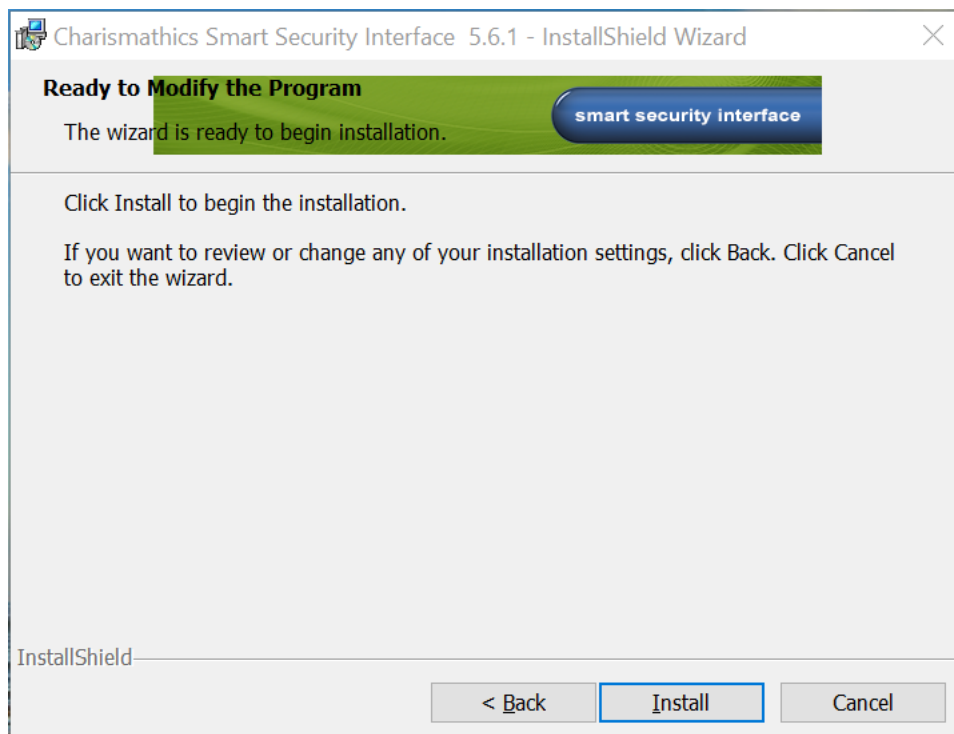 Charismathics Smart Security Interface  5.6.1 - InstallShield Wizard
Ready to Modify the Program
smart security interface
The wizard is ready to begin installation.
Click Install to begin the installation.
If you want to review or change any of your installation settings, click Back. Click Cancel
to exit the wizard.
InstallShield
< Back
Install
Cancel